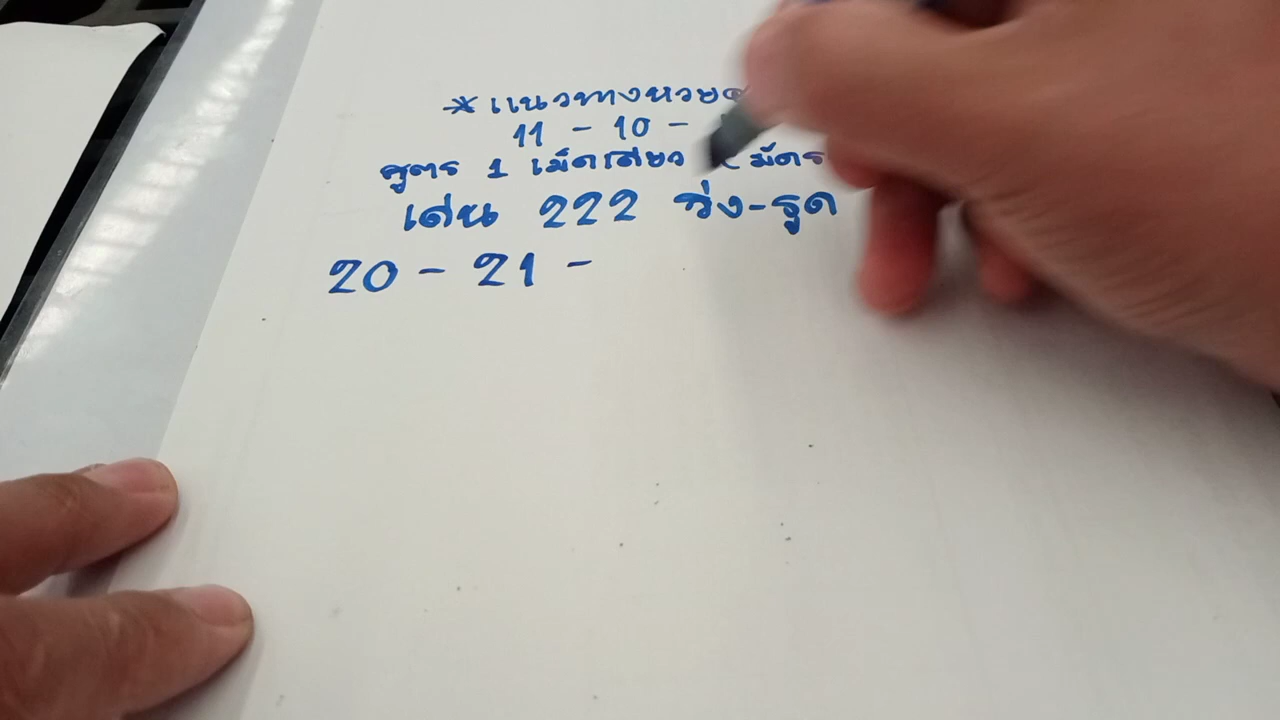 * แนวทางหวย
11 - 10 -
สูตร 1 เม็ดเดียว
เด่น 222 วิ่ง-รูด
20 - 21 -